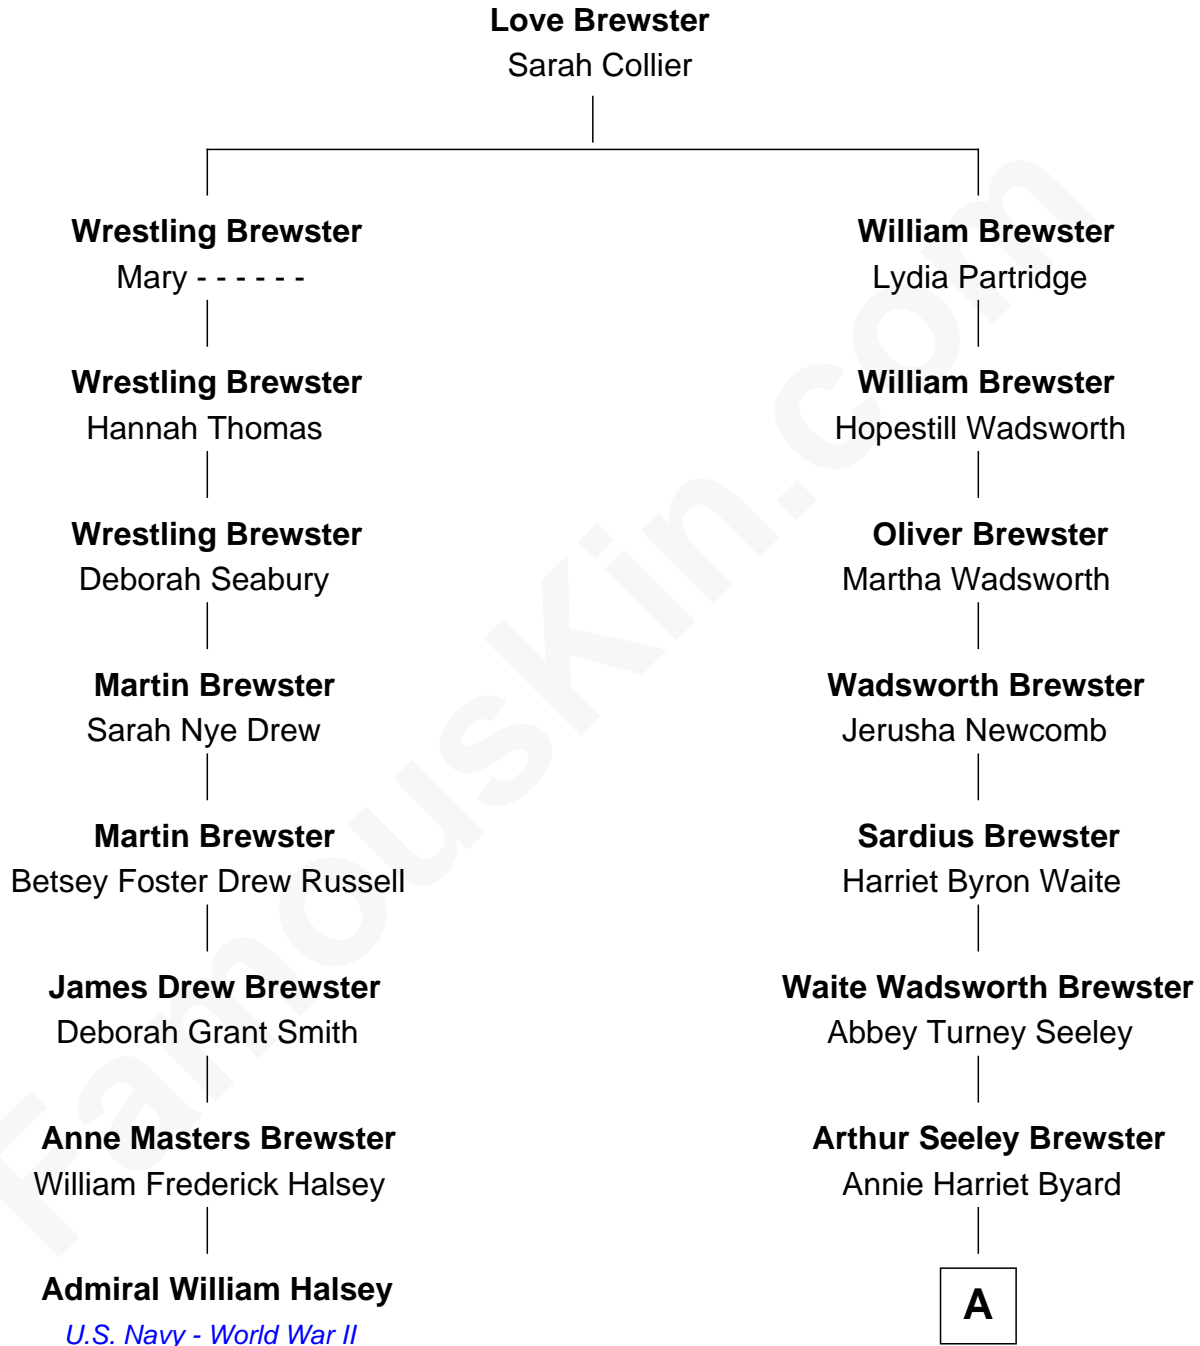 Love Brewster
Sarah Collier
Wrestling Brewster
Mary - - - - - -
William Brewster
Lydia Partridge
Wrestling Brewster
Hannah Thomas
William Brewster
Hopestill Wadsworth
Wrestling Brewster
Deborah Seabury
Oliver Brewster
Martha Wadsworth
Martin Brewster
Sarah Nye Drew
Wadsworth Brewster
Jerusha Newcomb
Martin Brewster
Betsey Foster Drew Russell
Sardius Brewster
Harriet Byron Waite
James Drew Brewster
Deborah Grant Smith
Waite Wadsworth Brewster
Abbey Turney Seeley
Anne Masters Brewster
William Frederick Halsey
Arthur Seeley Brewster
Annie Harriet Byard
Admiral William Halsey
U.S. Navy - World War II
A
FamousKin.com